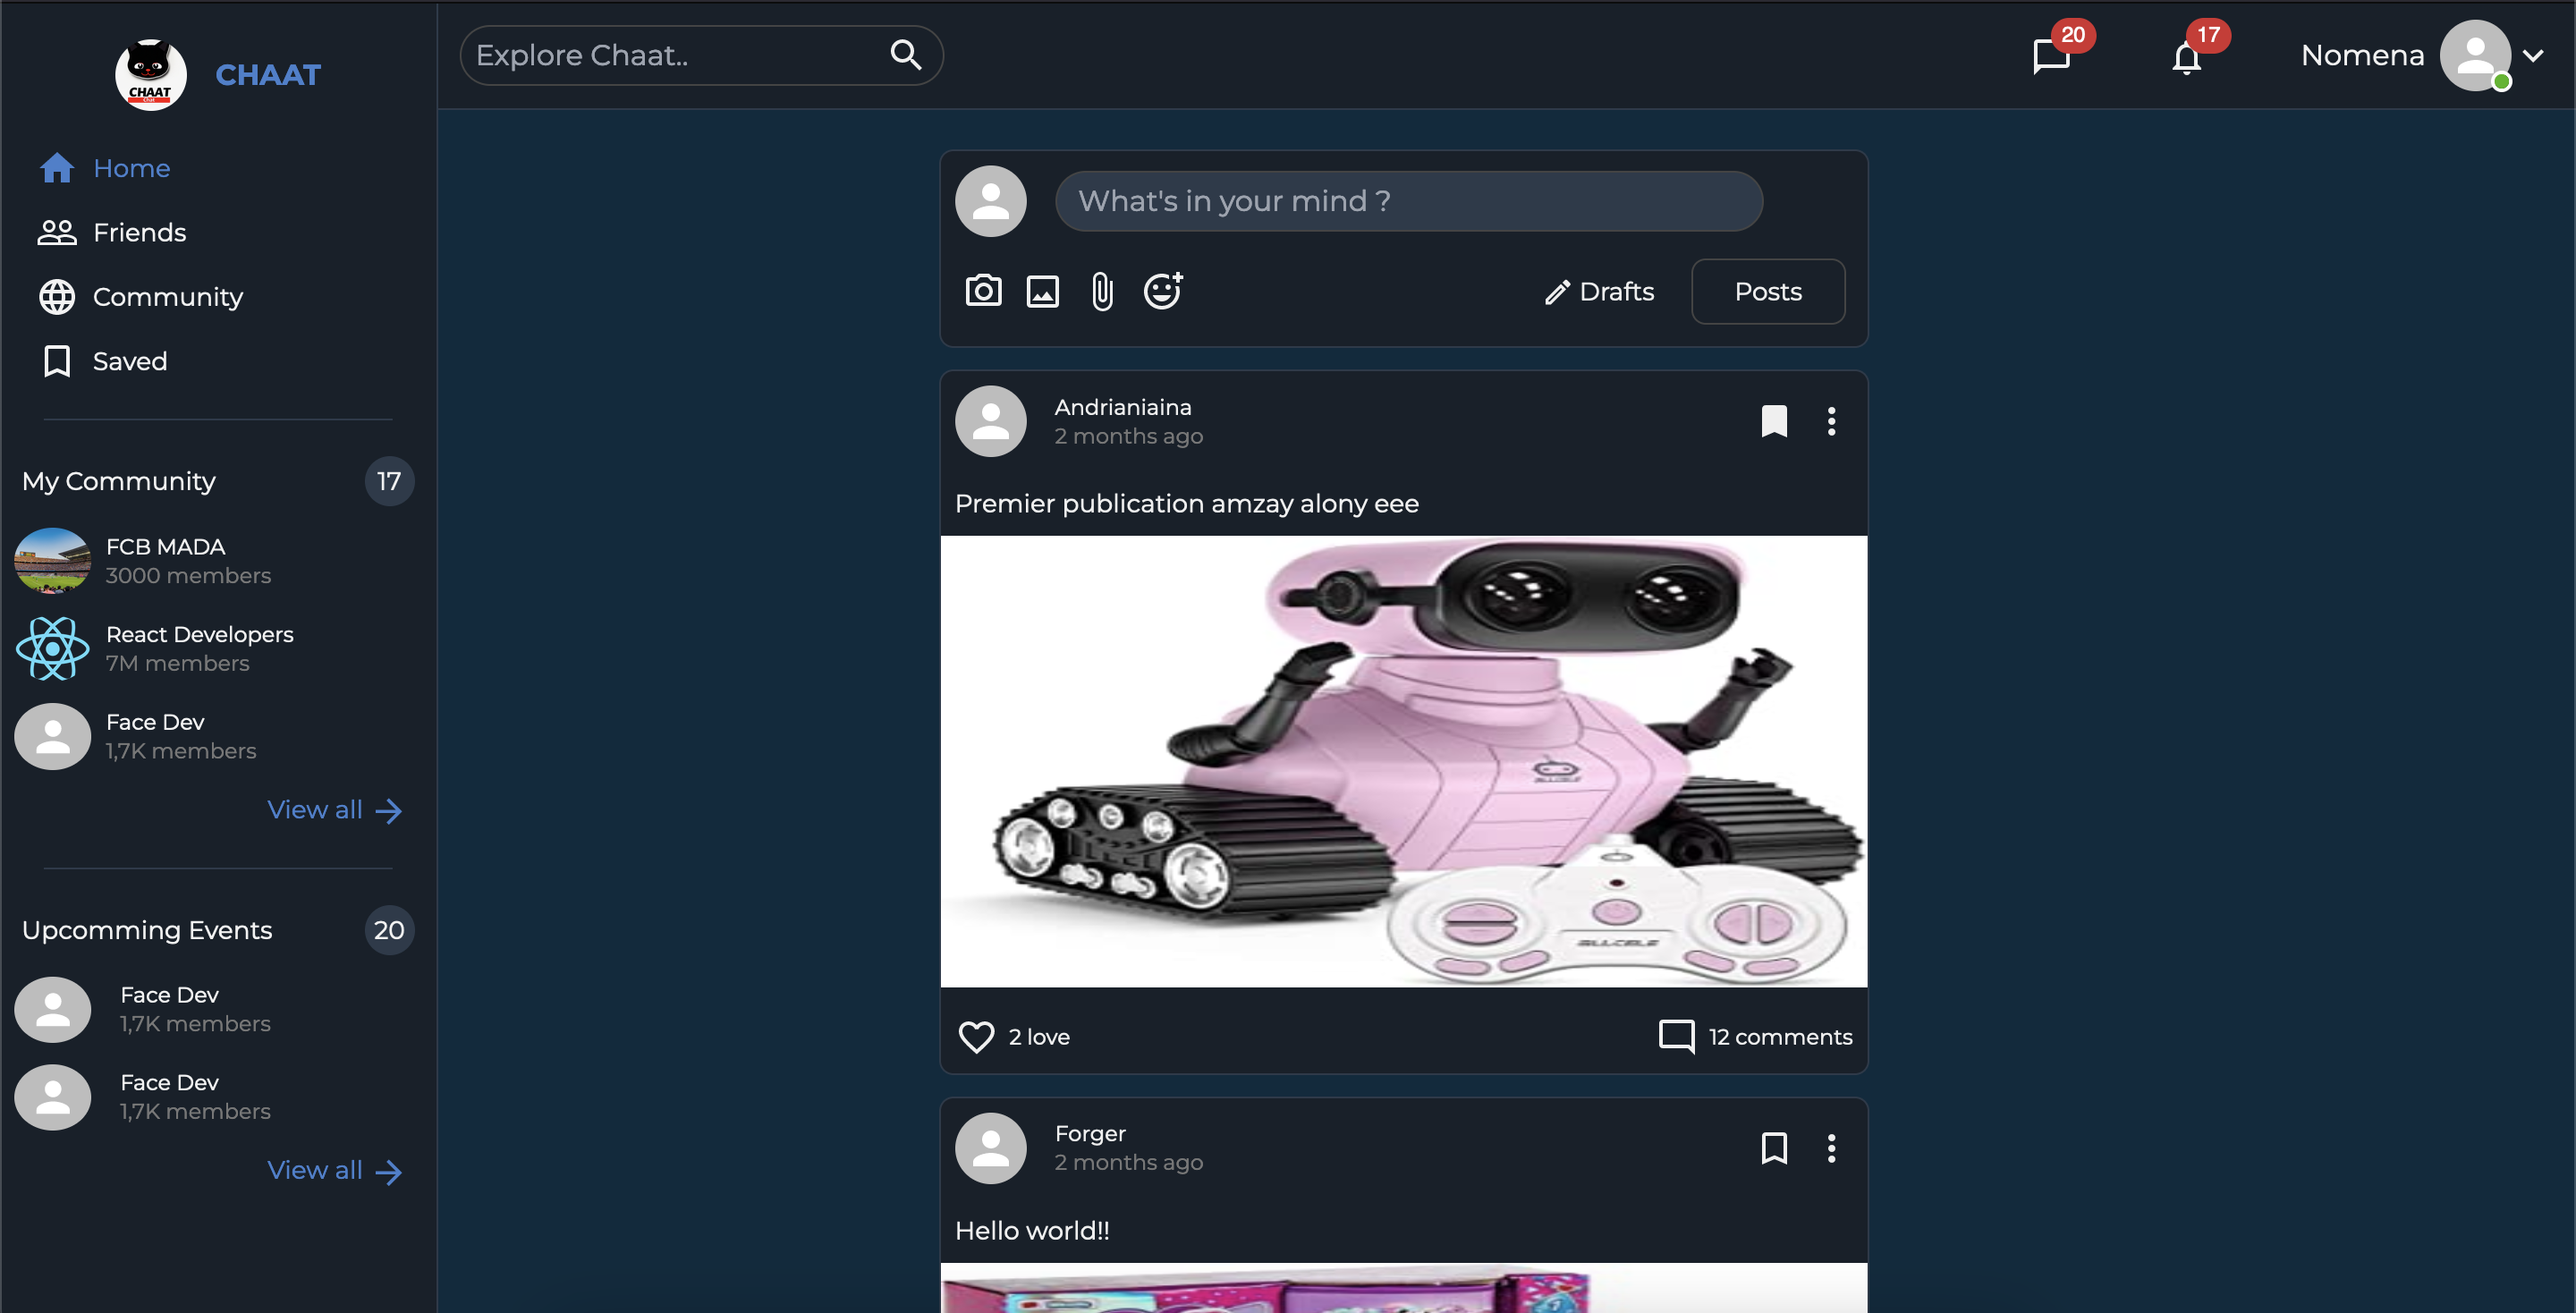 CHAAT
Chat
CHAAT
Explore Chaat..
20
17
Nomena
Home
Friends
Community
Saved
My Community
17
FCB MADA
3000 members
React Developers
7M members
Face Dev
1,7K members
View all
Upcomming Events
20
Face Dev
1,7K members
Face Dev
1,7K members
View all
What's in your mind ?
Drafts
Posts
Andrianiaina
2 months ago
Premier publication amzay alony eee
2 love
12 comments
Forger
2 months ago
Hello world!!